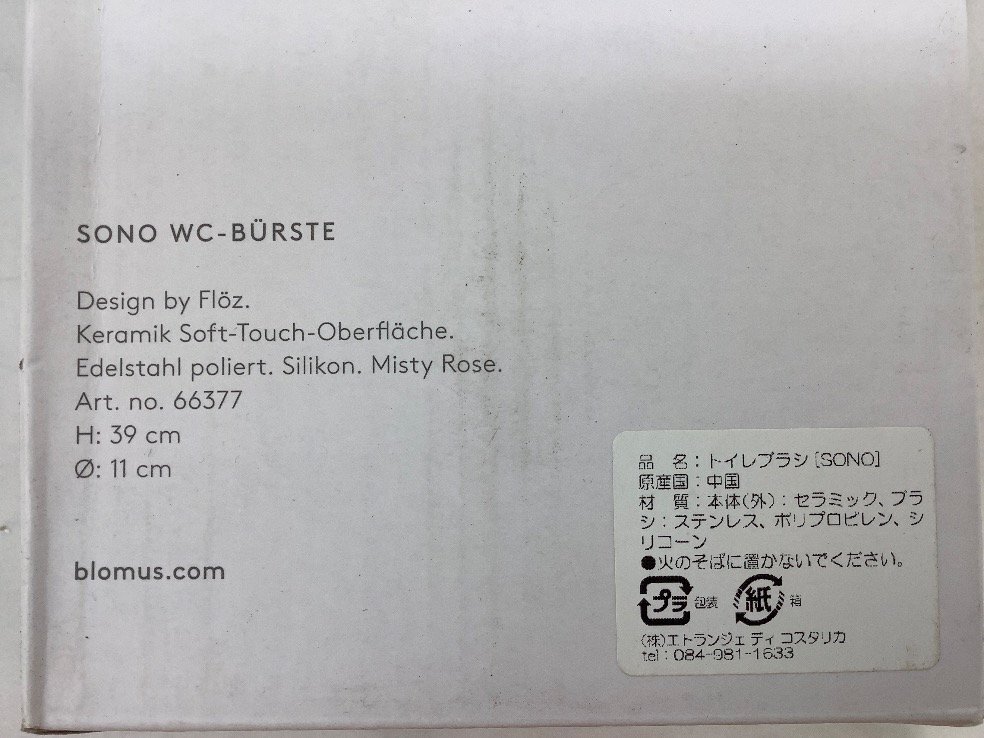 SONO WC-BÜRSTE
Design by Flöz.
Keramik Soft-Touch-Oberfläche.
Edelstahl poliert. Silikon. Misty Rose.
Art. no. 66377
H: 39 cm
Ø: 11 cm
blomus.com
品 名：トイレブラシ[SONO]
原産国：中国
材 質：本体(外)：セラミック、ブラ
シ：ステンレス、ポリプロピレン、シ
リコーン
●火のそばに置かないでください。
プラ 包装 紙 箱
(株)エトランジェ ディ コスタリカ
tel：084-981-1633